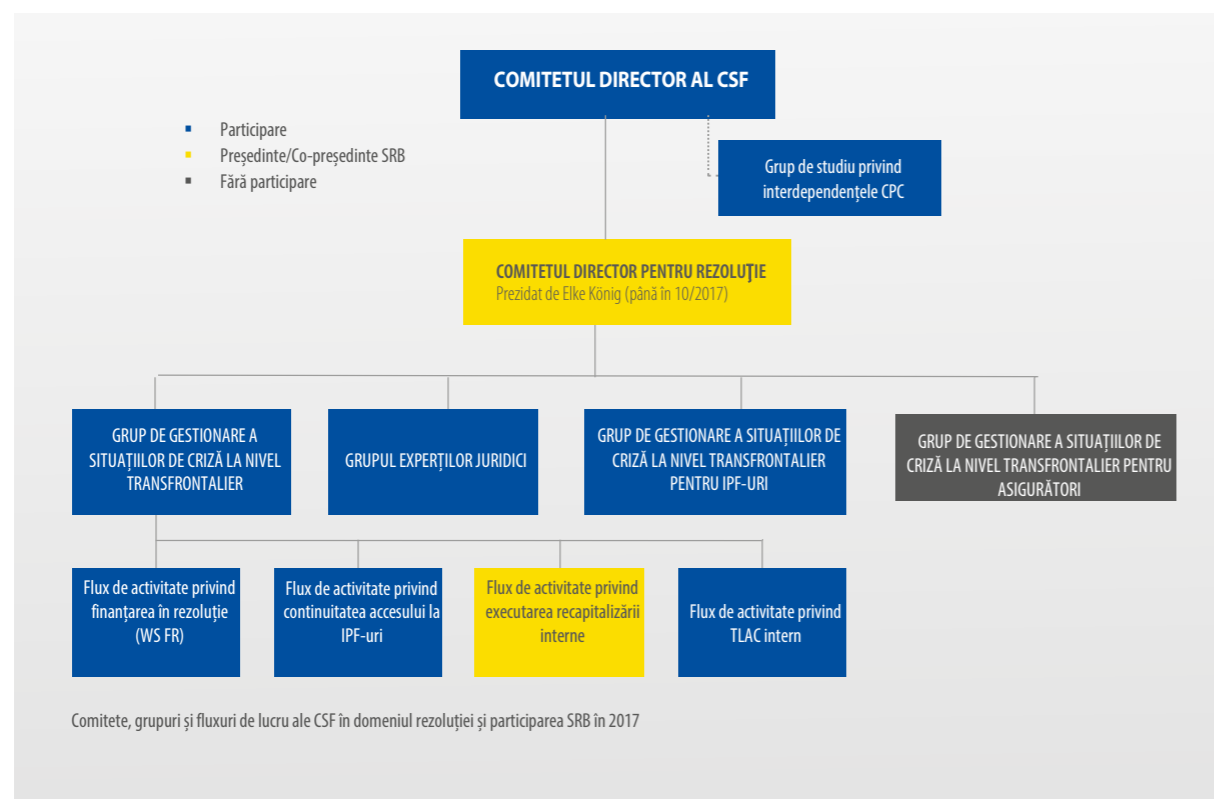 COMITETUL DIRECTOR AL CSF
Participare
Președinte/Co-președinte SRB
Fără participare
Grup de studiu privind
interdependențele CPC
COMITETUL DIRECTOR PENTRU REZOLUȚIE
Prezidat de Elke König (până în 10/2017)
GRUP DE GESTIONARE A
SITUAȚIILOR DE CRIZĂ LA NIVEL
TRANSFRONTALIER
GRUPUL EXPERȚILOR JURIDICI
GRUP DE GESTIONARE A SITUAȚIILOR DE
CRIZĂ LA NIVEL TRANSFRONTALIER
PENTRU IPF-URI
GRUP DE GESTIONARE A SITUAȚIILOR DE
CRIZĂ LA NIVEL TRANSFRONTALIER PENTRU
ASIGURĂTORI
Flux de activitate privind
finanțarea în rezoluție
(WS FR)
Flux de activitate privind
continuitatea accesului la
IPF-uri
Flux de activitate privind
executarea recapitalizării
interne
Flux de activitate privind
TLAC intern
Comitete, grupuri și fluxuri de lucru ale CSF în domeniul rezoluției și participarea SRB în 2017